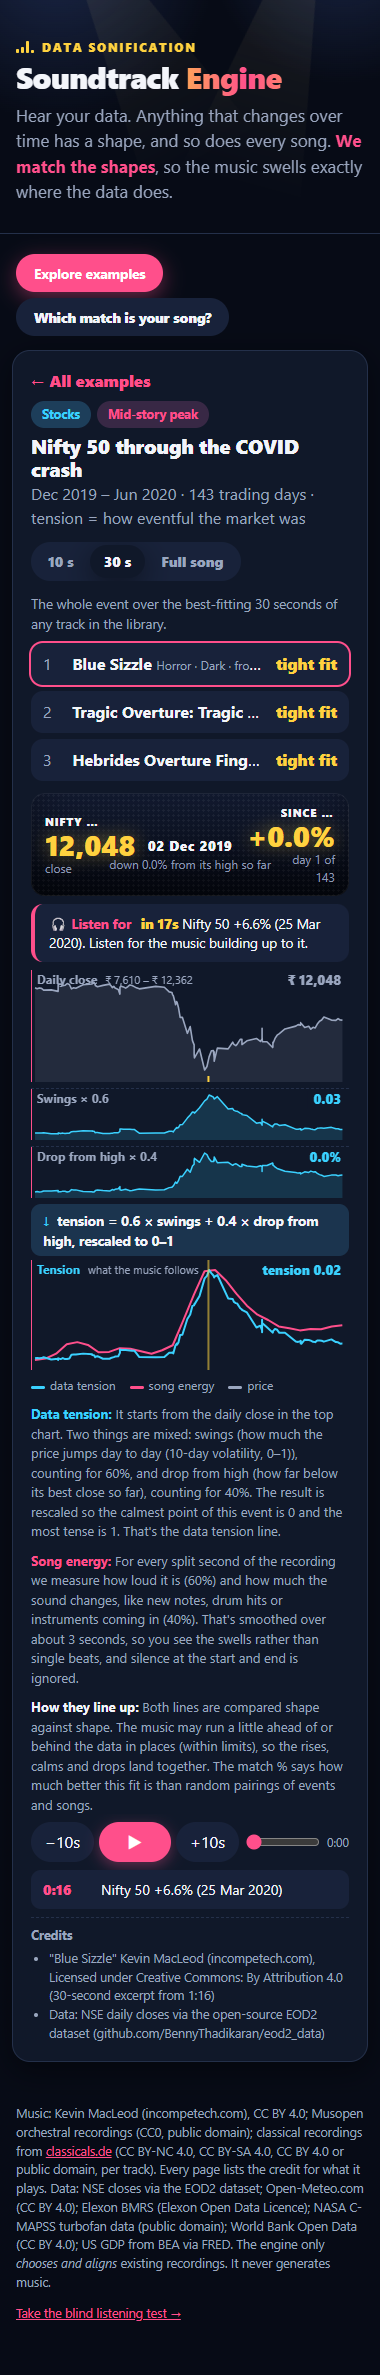 DATA SONIFICATION
Soundtrack Engine
Hear your data. Anything that changes over
time has a shape, and so does every song. We
match the shapes, so the music swells exactly
where the data does.
Explore examples
Which match is your song?
← All examples
Stocks Mid-story peak
Nifty 50 through the COVID
crash
Dec 2019 – Jun 2020 · 143 trading days ·
tension = how eventful the market was
10 s 30 s Full song
The whole event over the best-fitting 30 seconds of
any track in the library.
1 Blue Sizzle Horror · Dark · fro... tight fit
2 Tragic Overture: Tragic ... tight fit
3 Hebrides Overture Fing... tight fit
NIFTY ... SINCE ...
12,048 02 Dec 2019 +0.0%
close down 0.0% from its high so far day 1 of
143
🎧 Listen for in 17s Nifty 50 +6.6% (25 Mar
2020). Listen for the music building up to it.
Daily close ₹ 7,610 – ₹ 12,362 ₹ 12,048
Swings × 0.6 0.03
Drop from high × 0.4 0.0%
↓ tension = 0.6 × swings + 0.4 × drop from
high, rescaled to 0–1
Tension what the music follows tension 0.02
data tension song energy price
Data tension: It starts from the daily close in the top
chart. Two things are mixed: swings (how much the
price jumps day to day (10-day volatility, 0–1)),
counting for 60%, and drop from high (how far below
its best close so far), counting for 40%. The result is
rescaled so the calmest point of this event is 0 and the
most tense is 1. That's the data tension line.
Song energy: For every split second of the recording
we measure how loud it is (60%) and how much the
sound changes, like new notes, drum hits or
instruments coming in (40%). That's smoothed over
about 3 seconds, so you see the swells rather than
single beats, and silence at the start and end is
ignored.
How they line up: Both lines are compared shape
against shape. The music may run a little ahead of or
behind the data in places (within limits), so the rises,
calms and drops land together. The match % says how
much better this fit is than random pairings of events
and songs.
−10s ▶ +10s 0:00
0:16 Nifty 50 +6.6% (25 Mar 2020)
Credits
• "Blue Sizzle" Kevin MacLeod (incompetech.com),
Licensed under Creative Commons: By Attribution 4.0
(30-second excerpt from 1:16)
• Data: NSE daily closes via the open-source EOD2
dataset (github.com/BennyThadikaran/eod2_data)
Music: Kevin MacLeod (incompetech.com), CC BY 4.0; Musopen
orchestral recordings (CC0, public domain); classical recordings
from classicals.de (CC BY-NC 4.0, CC BY-SA 4.0, CC BY 4.0 or
public domain, per track). Every page lists the credit for what it
plays. Data: NSE closes via the EOD2 dataset; Open-Meteo.com
(CC BY 4.0); Elexon BMRS (Elexon Open Data Licence); NASA C-
MAPSS turbofan data (public domain); World Bank Open Data
(CC BY 4.0); US GDP from BEA via FRED. The engine only
chooses and aligns existing recordings. It never generates
music.
Take the blind listening test →